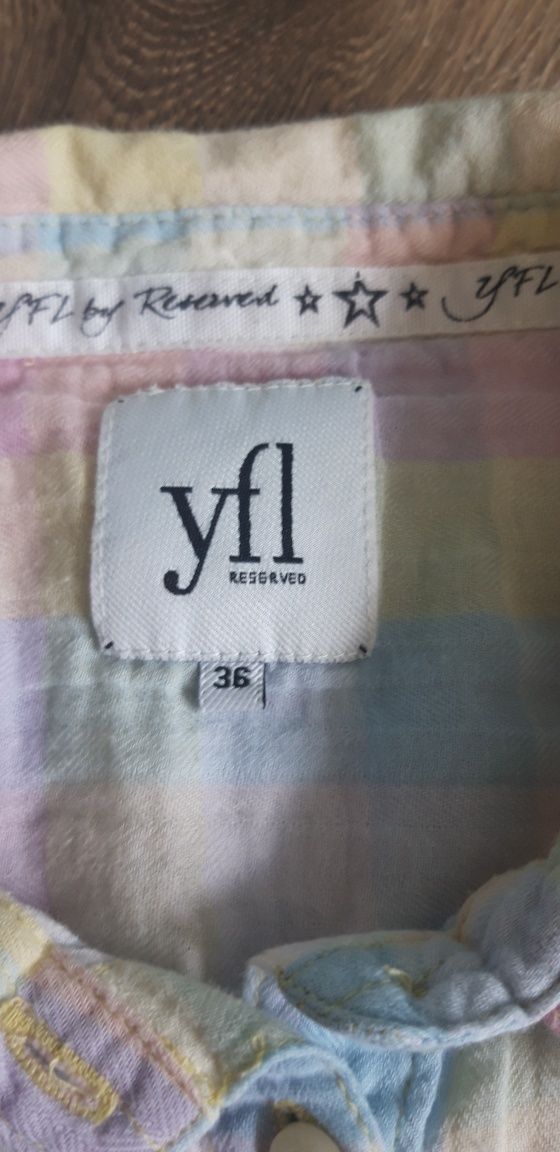 YFL by Reserved ☆ ☆ ☆ YFL
yfl
RESERVED
36